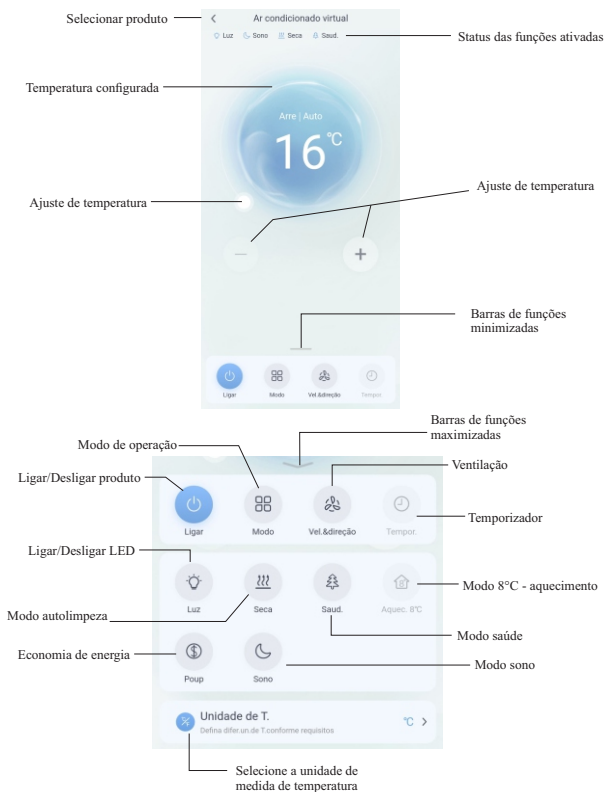 Selecionar produto
Ar condicionado virtual
Luz Sono Seca Saud.
Status das funções ativadas
Temperatura configurada
Arre | Auto
16°C
Ajuste de temperatura
Ajuste de temperatura
Barras de funções
minimizadas
Ligar Modo Vel.&direção Tempor.
Barras de funções
maximizadas
Modo de operação
Ventilação
Ligar/Desligar produto
Ligar Modo Vel.&direção Tempor.
Temporizador
Ligar/Desligar LED
8
Modo 8°C - aquecimento
Luz Seca Saud. Aquec. 8°C
Modo autolimpeza
Modo saúde
Economia de energia
Modo sono
Poup Sono
Unidade de T.
°C
Defina difer.un.de T.conforme requisitos
Selecione a unidade de
medida de temperatura